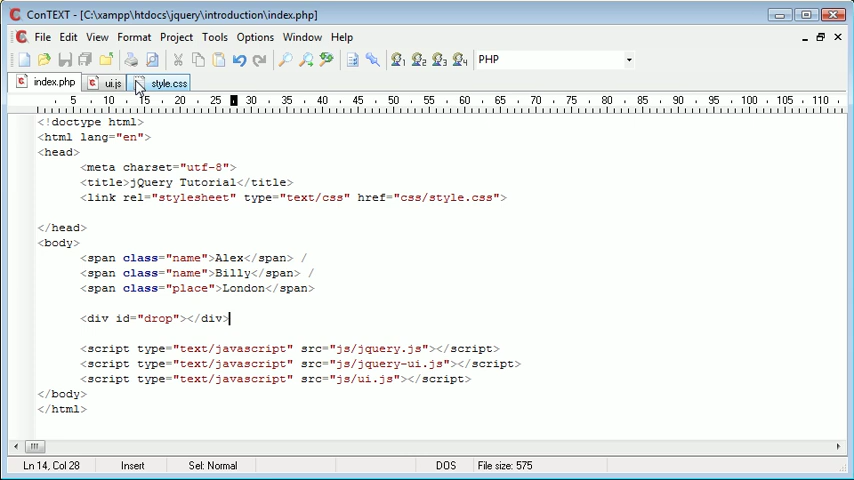 ConTEXT - [C:\xampp\htdocs\jquery\introduction\index.php]
File Edit View Format Project Tools Options Window Help
1 2 3 4 PHP
index.php ui.js style.css
5 10 15 20 25 30 35 40 45 50 55 60 65 70 75 80 85 90 95 100 105 110
<!doctype html>
<html lang="en">
<head>
<meta charset="utf-8">
<title>jQuery Tutorial</title>
<link rel="stylesheet" type="text/css" href="css/style.css">
</head>
<body>
<span class="name">Alex</span> /
<span class="name">Billy</span> /
<span class="place">London</span>
<div id="drop"></div>
<script type="text/javascript" src="js/jquery.js"></script>
<script type="text/javascript" src="js/jquery-ui.js"></script>
<script type="text/javascript" src="js/ui.js"></script>
</body>
</html>
Ln 14, Col 28 Insert Sel: Normal DOS File size: 575